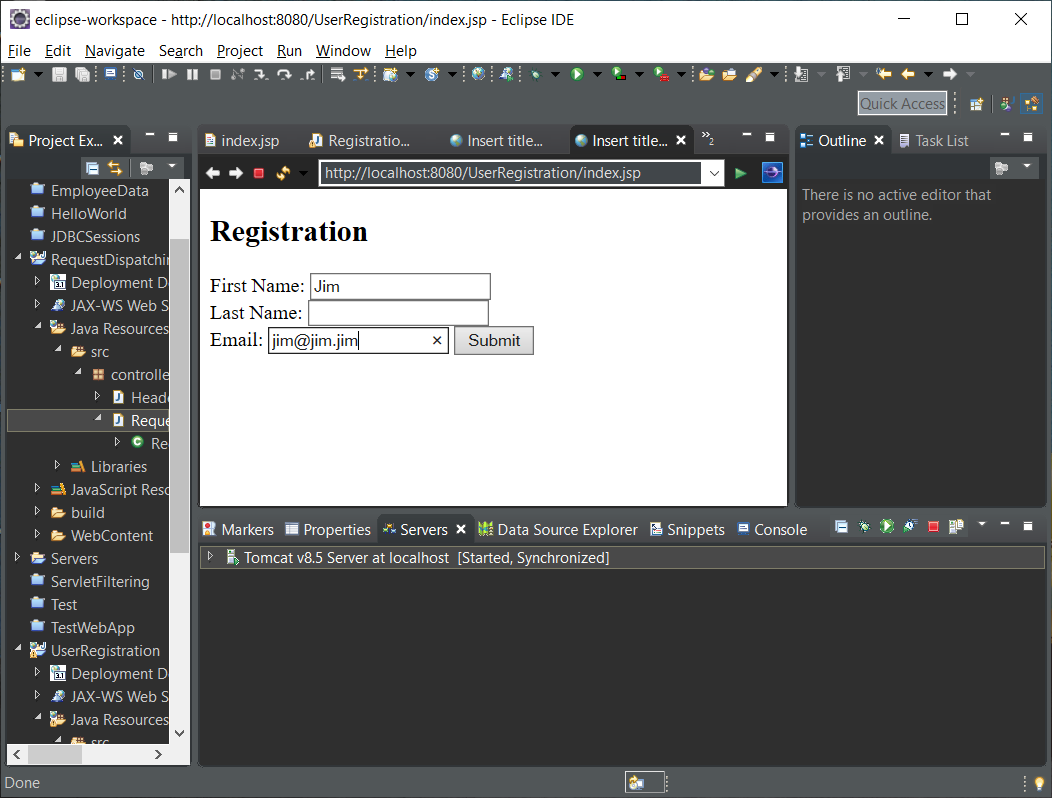 eclipse-workspace - http://localhost:8080/UserRegistration/index.jsp - Eclipse IDE
File Edit Navigate Search Project Run Window Help
Quick Access
Project Ex...
EmployeeData
HelloWorld
JDBCSessions
RequestDispatchin
Deployment D
JAX-WS Web S
Java Resources
src
controlle
Heade
Reque
Re
Libraries
JavaScript Resc
build
WebContent
Servers
ServletFiltering
Test
TestWebApp
UserRegistration
Deployment D
JAX-WS Web S
Java Resources
src
index.jsp Registratio... Insert title... Insert title... »2
http://localhost:8080/UserRegistration/index.jsp
Registration
First Name: Jim
Last Name:
Email: jim@jim.jim Submit
Outline Task List
There is no active editor that
provides an outline.
Markers Properties Servers Data Source Explorer Snippets Console
Tomcat v8.5 Server at localhost [Started, Synchronized]
Done